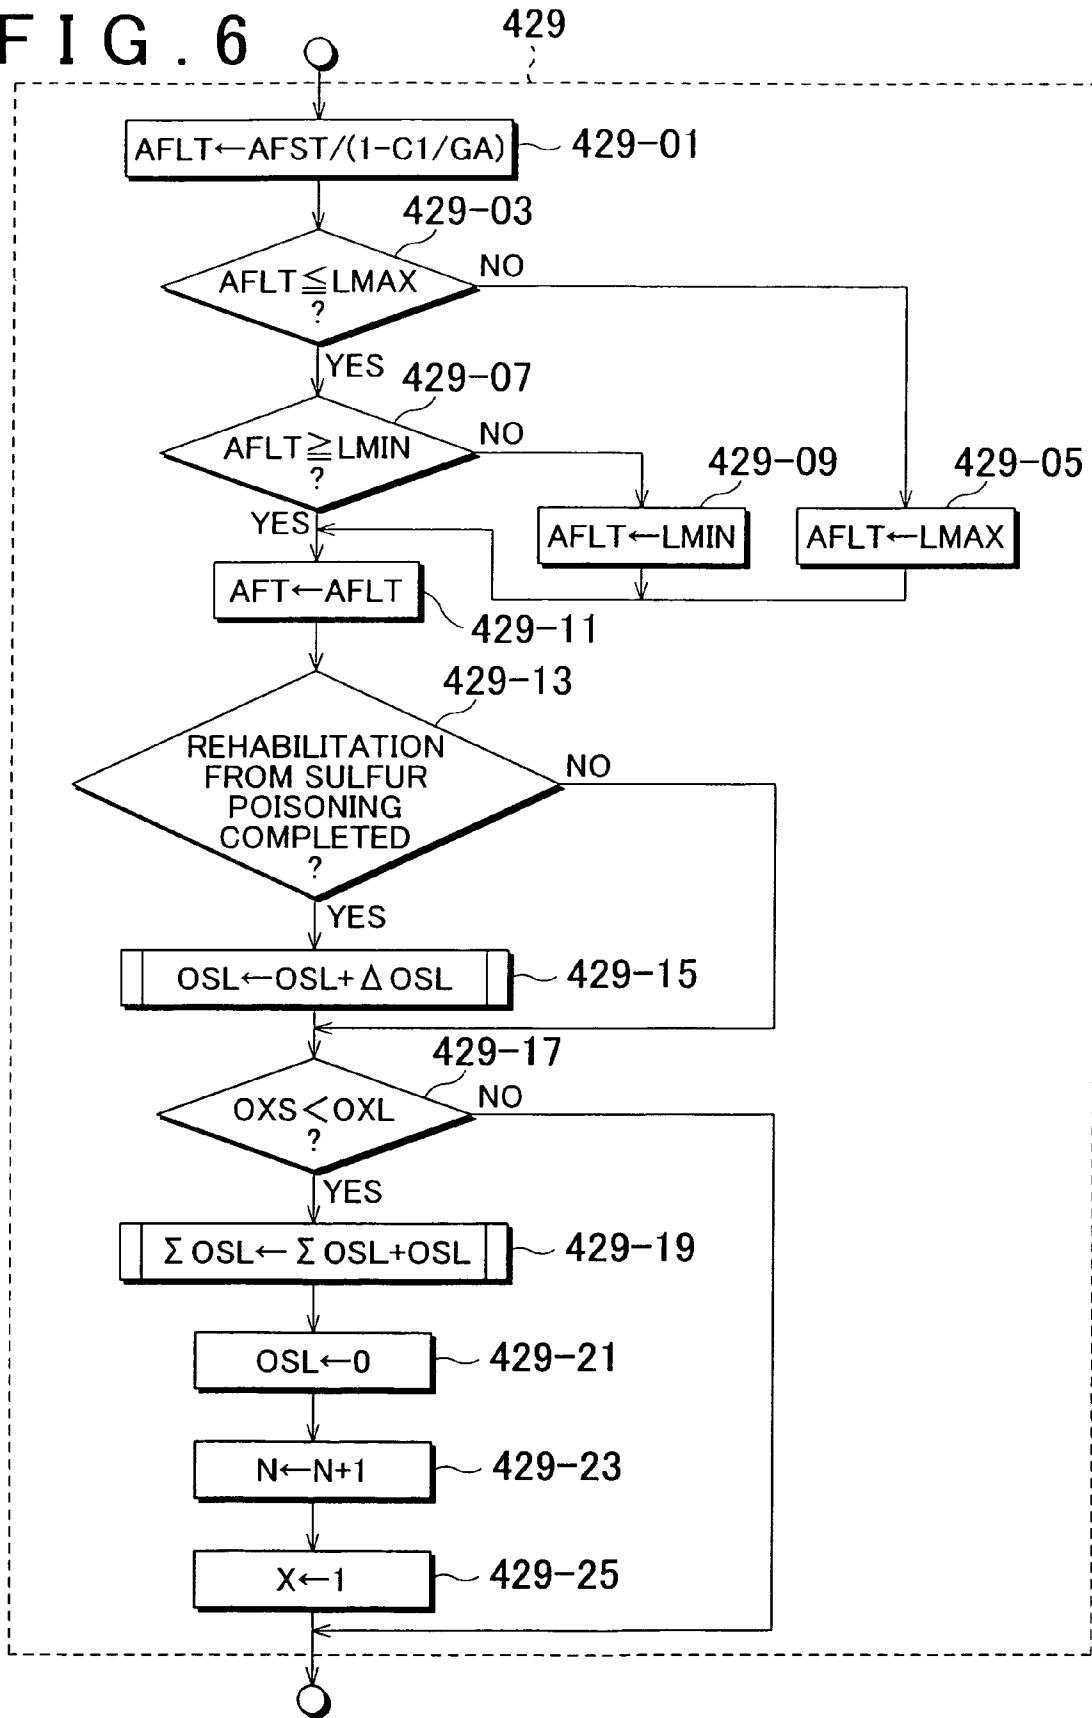 FIG. 6
429
AFLT←AFST/(1-C1/GA)
429-01
429-03
AFLT≦LMAX
?
NO
YES
429-07
AFLT≧LMIN
?
NO
YES
429-09
AFLT←LMIN
429-05
AFLT←LMAX
AFT←AFLT
429-11
429-13
REHABILITATION
FROM SULFUR
POISONING
COMPLETED
?
NO
YES
OSL←OSL+ΔOSL
429-15
429-17
OXS<OXL
?
NO
YES
ΣOSL←ΣOSL+OSL
429-19
OSL←0
429-21
N←N+1
429-23
X←1
429-25